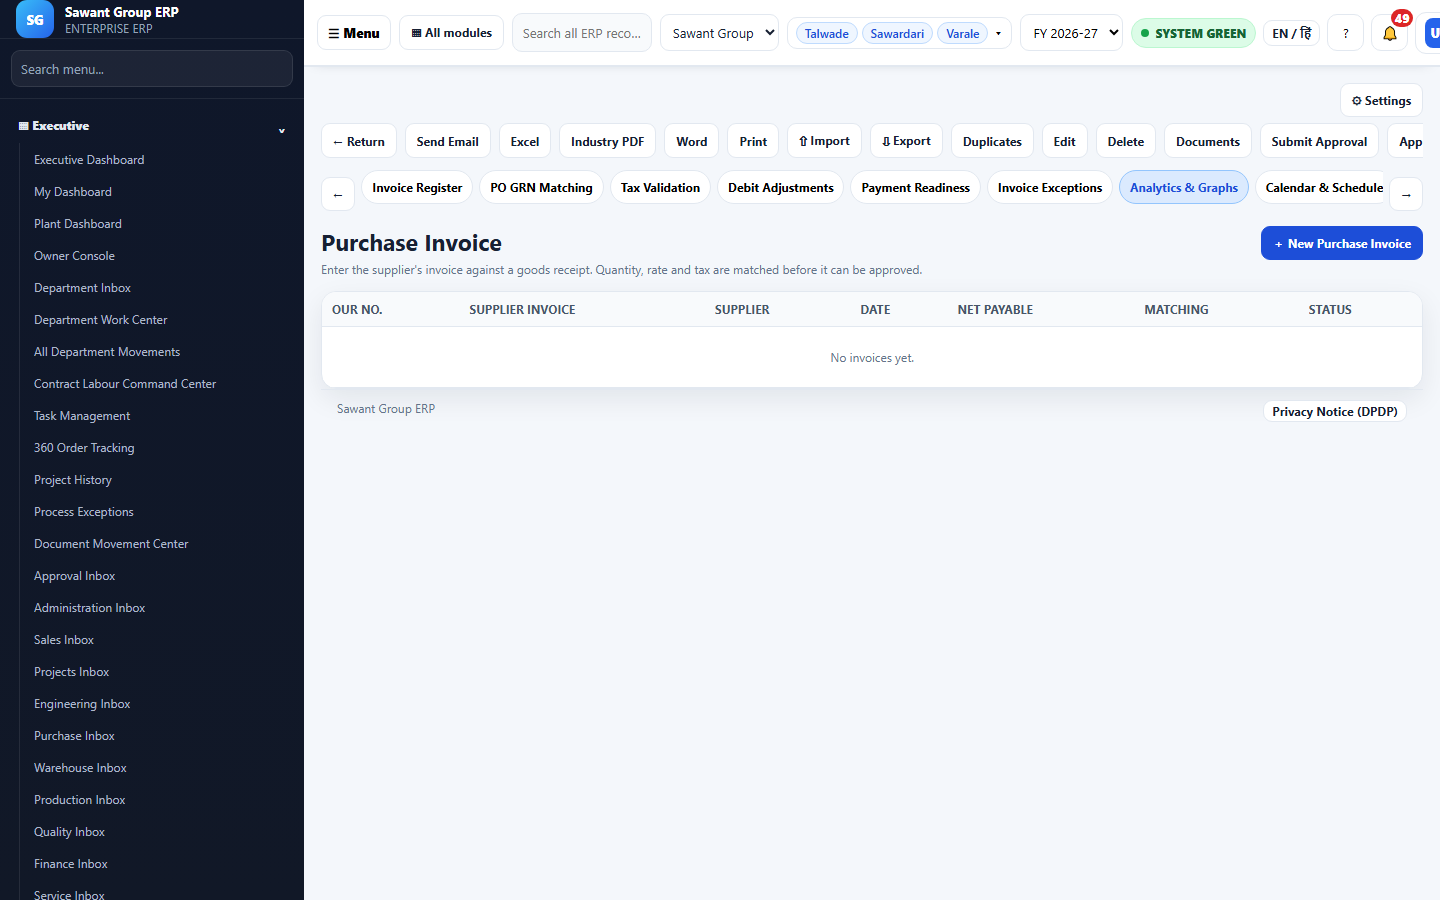 SG
Sawant Group ERP
ENTERPRISE ERP
Search menu...
Executive
Executive Dashboard
My Dashboard
Plant Dashboard
Owner Console
Department Inbox
Department Work Center
All Department Movements
Contract Labour Command Center
Task Management
360 Order Tracking
Project History
Process Exceptions
Document Movement Center
Approval Inbox
Administration Inbox
Sales Inbox
Projects Inbox
Engineering Inbox
Purchase Inbox
Warehouse Inbox
Production Inbox
Quality Inbox
Finance Inbox
Service Inbox
☰ Menu
All modules
Search all ERP reco...
Sawant Group
Talwade Sawardari Varale
FY 2026-27
SYSTEM GREEN
EN / हिं
?
49
U
⚙ Settings
← Return
Send Email
Excel
Industry PDF
Word
Print
⇧ Import
⇩ Export
Duplicates
Edit
Delete
Documents
Submit Approval
App
←
Invoice Register
PO GRN Matching
Tax Validation
Debit Adjustments
Payment Readiness
Invoice Exceptions
Analytics & Graphs
Calendar & Schedule
→
Purchase Invoice
+ New Purchase Invoice
Enter the supplier's invoice against a goods receipt. Quantity, rate and tax are matched before it can be approved.
OUR NO. SUPPLIER INVOICE SUPPLIER DATE NET PAYABLE MATCHING STATUS
No invoices yet.
Sawant Group ERP
Privacy Notice (DPDP)